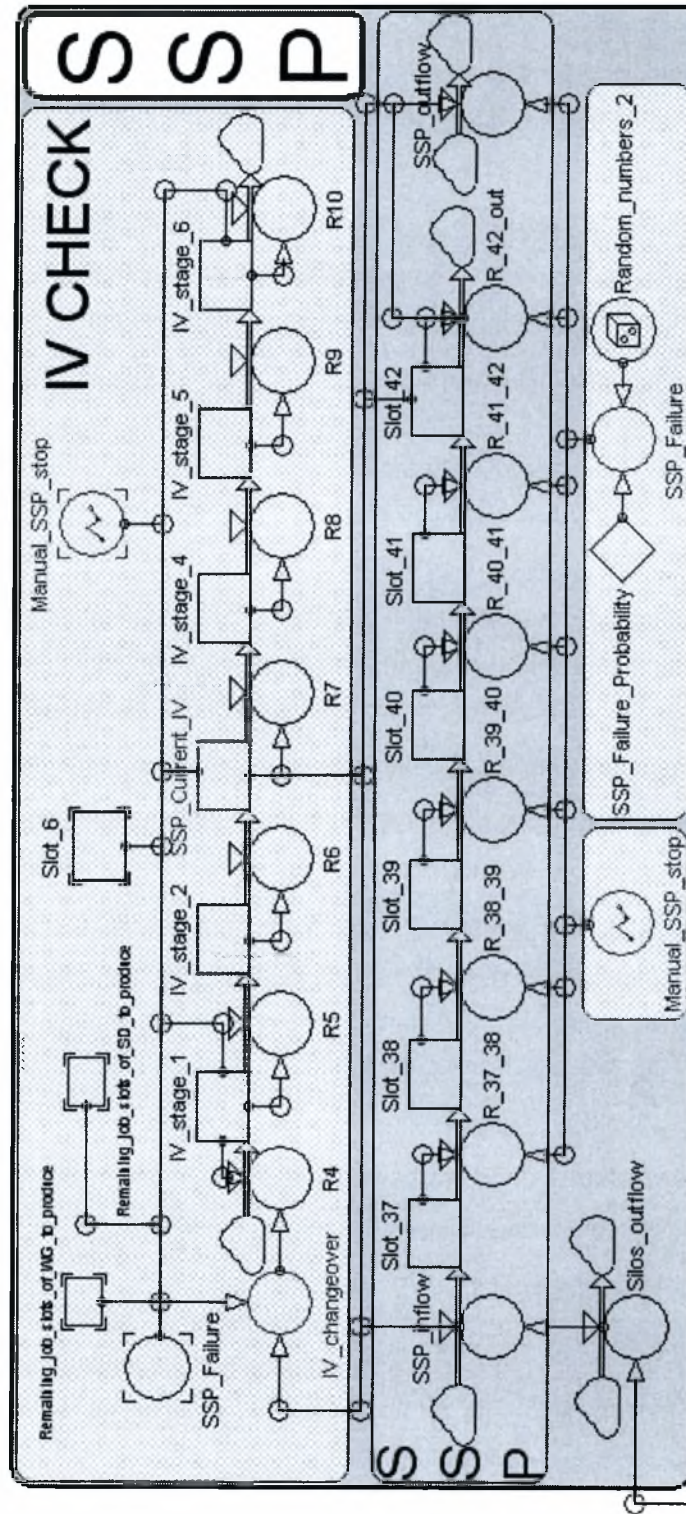 SSP
IV CHECK
Manual_SSP_stop
Slot_6
Remaining_job_slots_of_SD_to_produce
Remaining_job_slots_of_WG_to_produce
SSP_Failure
IV_changeover
IV_stage_1
IV_stage_2
SSP_Current_IV
IV_stage_4
IV_stage_5
IV_stage_6
R4
R5
R6
R7
R8
R9
R10
SSP
SSP_inflow
Slot_37
Slot_38
Slot_39
Slot_40
Slot_41
Slot_42
SSP_outflow
R_37_38
R_38_39
R_39_40
R_40_41
R_41_42
R_42_out
Silos_outflow
Manual_SSP_stop
SSP_Failure_Probability
SSP_Failure
Random_numbers_2